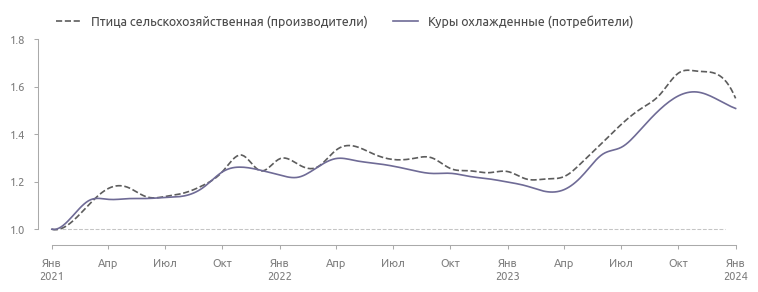 Птица сельскохозяйственная (производители) Куры охлажденные (потребители)
1.8
1.6
1.4
1.2
1.0
Янв Апр Июл Окт Янв Апр Июл Окт Янв Апр Июл Окт Янв
2021 2022 2023 2024